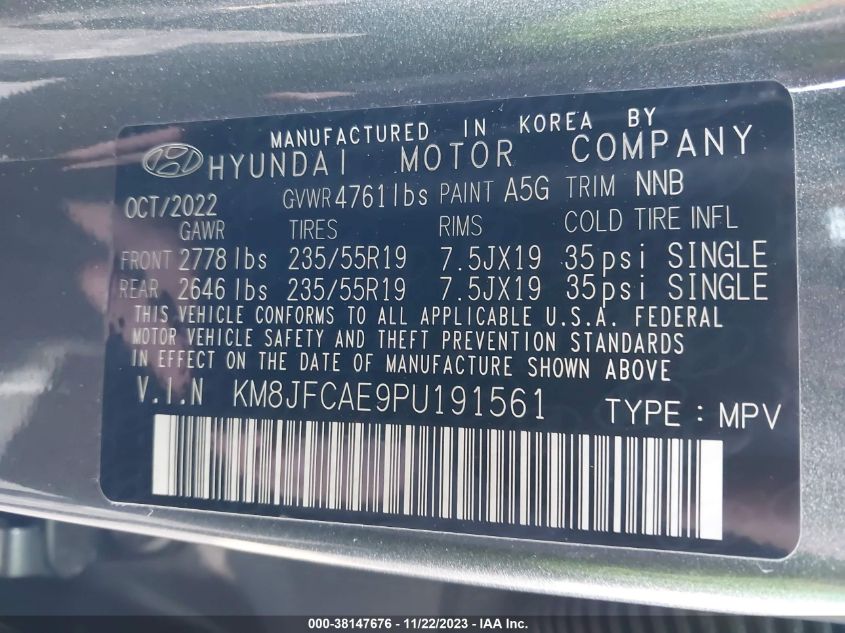 MANUFACTURED IN KOREA BY
HYUNDAI MOTOR COMPANY
OCT/2022 GVWR 4761 lbs PAINT A5G TRIM NNB
GAWR TIRES RIMS COLD TIRE INFL
FRONT 2778 lbs 235/55R19 7.5JX19 35psi SINGLE
REAR 2646 lbs 235/55R19 7.5JX19 35psi SINGLE
THIS VEHICLE CONFORMS TO ALL APPLICABLE U.S.A. FEDERAL
MOTOR VEHICLE SAFETY AND THEFT PREVENTION STANDARDS
IN EFFECT ON THE DATE OF MANUFACTURE SHOWN ABOVE
V.I.N KM8JFCAE9PU191561 TYPE : MPV
000-38147676 - 11/22/2023 - IAA Inc.